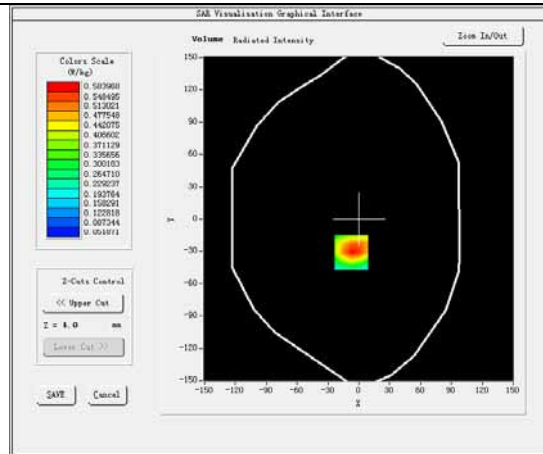 SAR Visualisation Graphical Interface
Volume Radiated Intensity
Zoom In/Out
Colors Scale
(W/kg)
0.583968
0.548495
0.513021
0.477548
0.442075
0.406602
0.371129
0.335656
0.300183
0.264710
0.229237
0.193764
0.158291
0.122818
0.087344
0.051871
Z-Cuts Control
<< Upper Cut
Z = 4.0 mm
Lower Cut >>
SAVE Cancel
150
120
90
60
30
0
-30
-60
-90
-120
-150
Y
-150 -120 -90 -60 -30 0 30 60 90 120 150
X